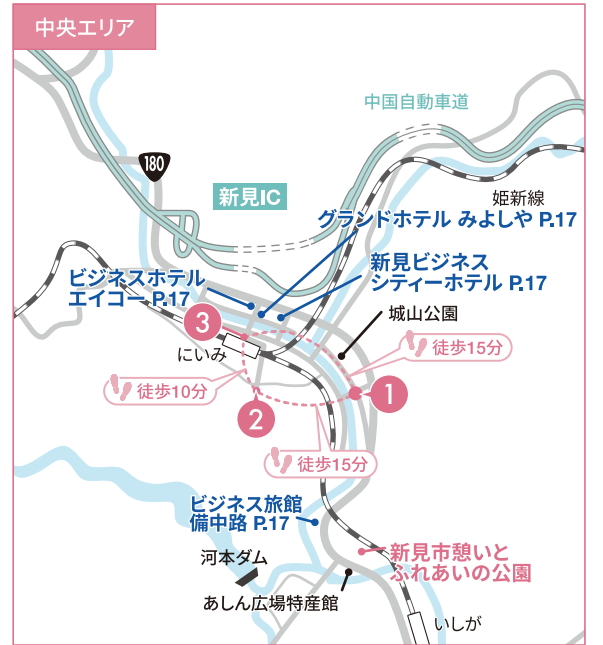 中央エリア
中国自動車道
180
新見IC
姫新線
グランドホテル みよしや P.17
新見ビジネス
シティーホテル P.17
ビジネスホテル
エイコー P.17
城山公園
3
にいみ
徒歩15分
徒歩10分
1
2
徒歩15分
ビジネス旅館
備中路 P.17
新見市憩いと
ふれあいの公園
河本ダム
あしん広場特産館
いしが